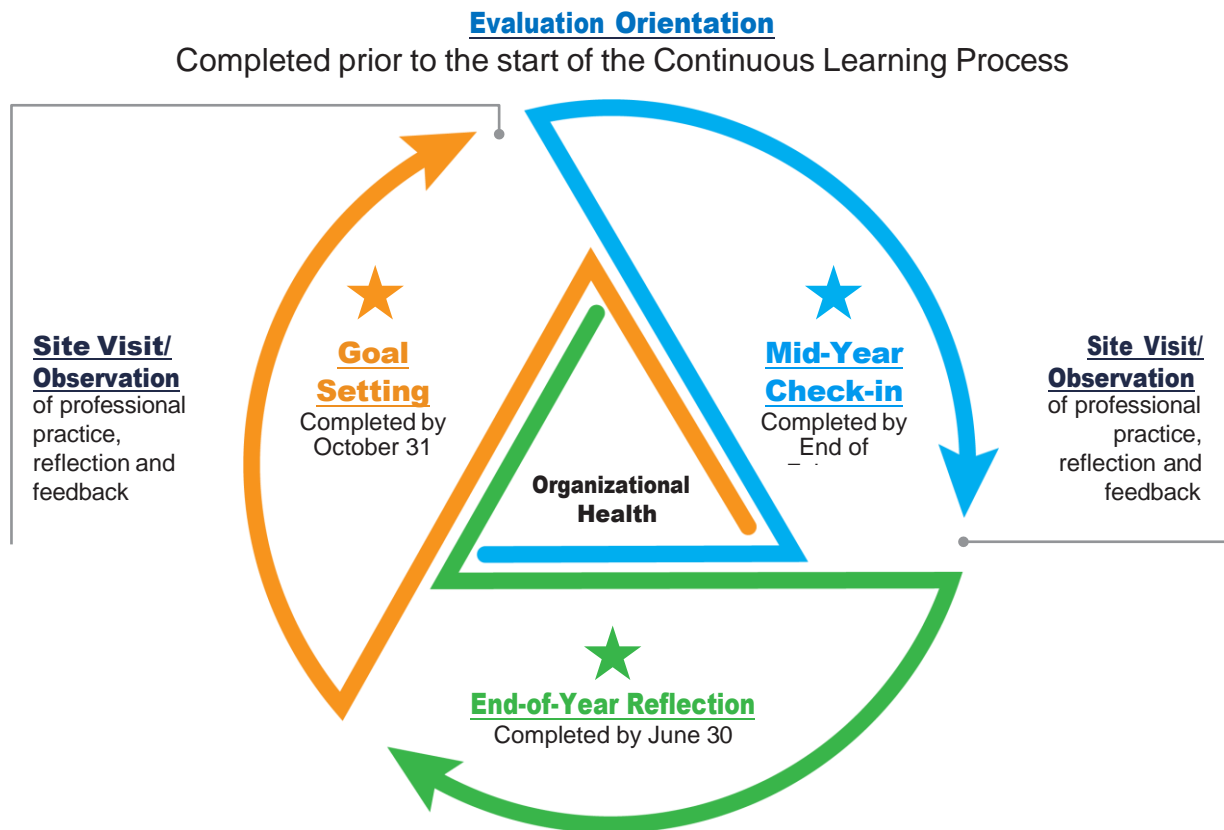 Evaluation Orientation
Completed prior to the start of the Continuous Learning Process
Site Visit/
Observation
of professional
practice,
reflection and
feedback
Goal
Setting
Completed by
October 31
Mid-Year
Check-in
Completed by
End of
Site Visit/
Observation
of professional
practice,
reflection and
feedback
Organizational
Health
End-of-Year Reflection
Completed by June 30